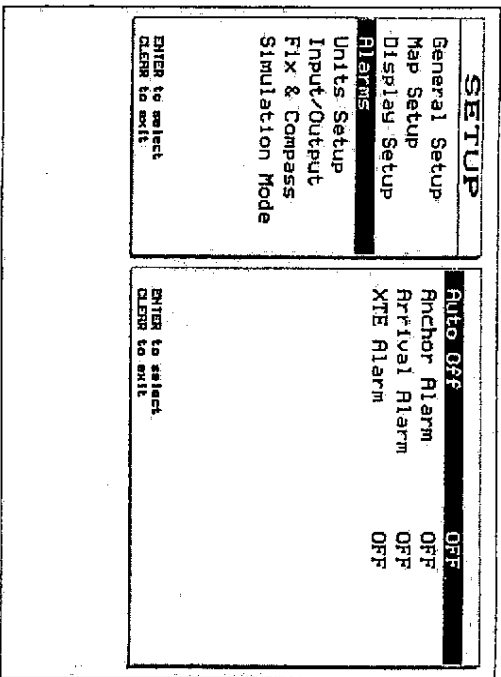 SETUP
General Setup
Map Setup
Display Setup
Alarms
Units Setup
Input/Output
Fix & Compass
Simulation Mode
ENTER to select
CLEAR to exit
Auto Off OFF
Anchor Alarm OFF
Arrival Alarm OFF
XTE Alarm OFF
ENTER to select
CLEAR to exit